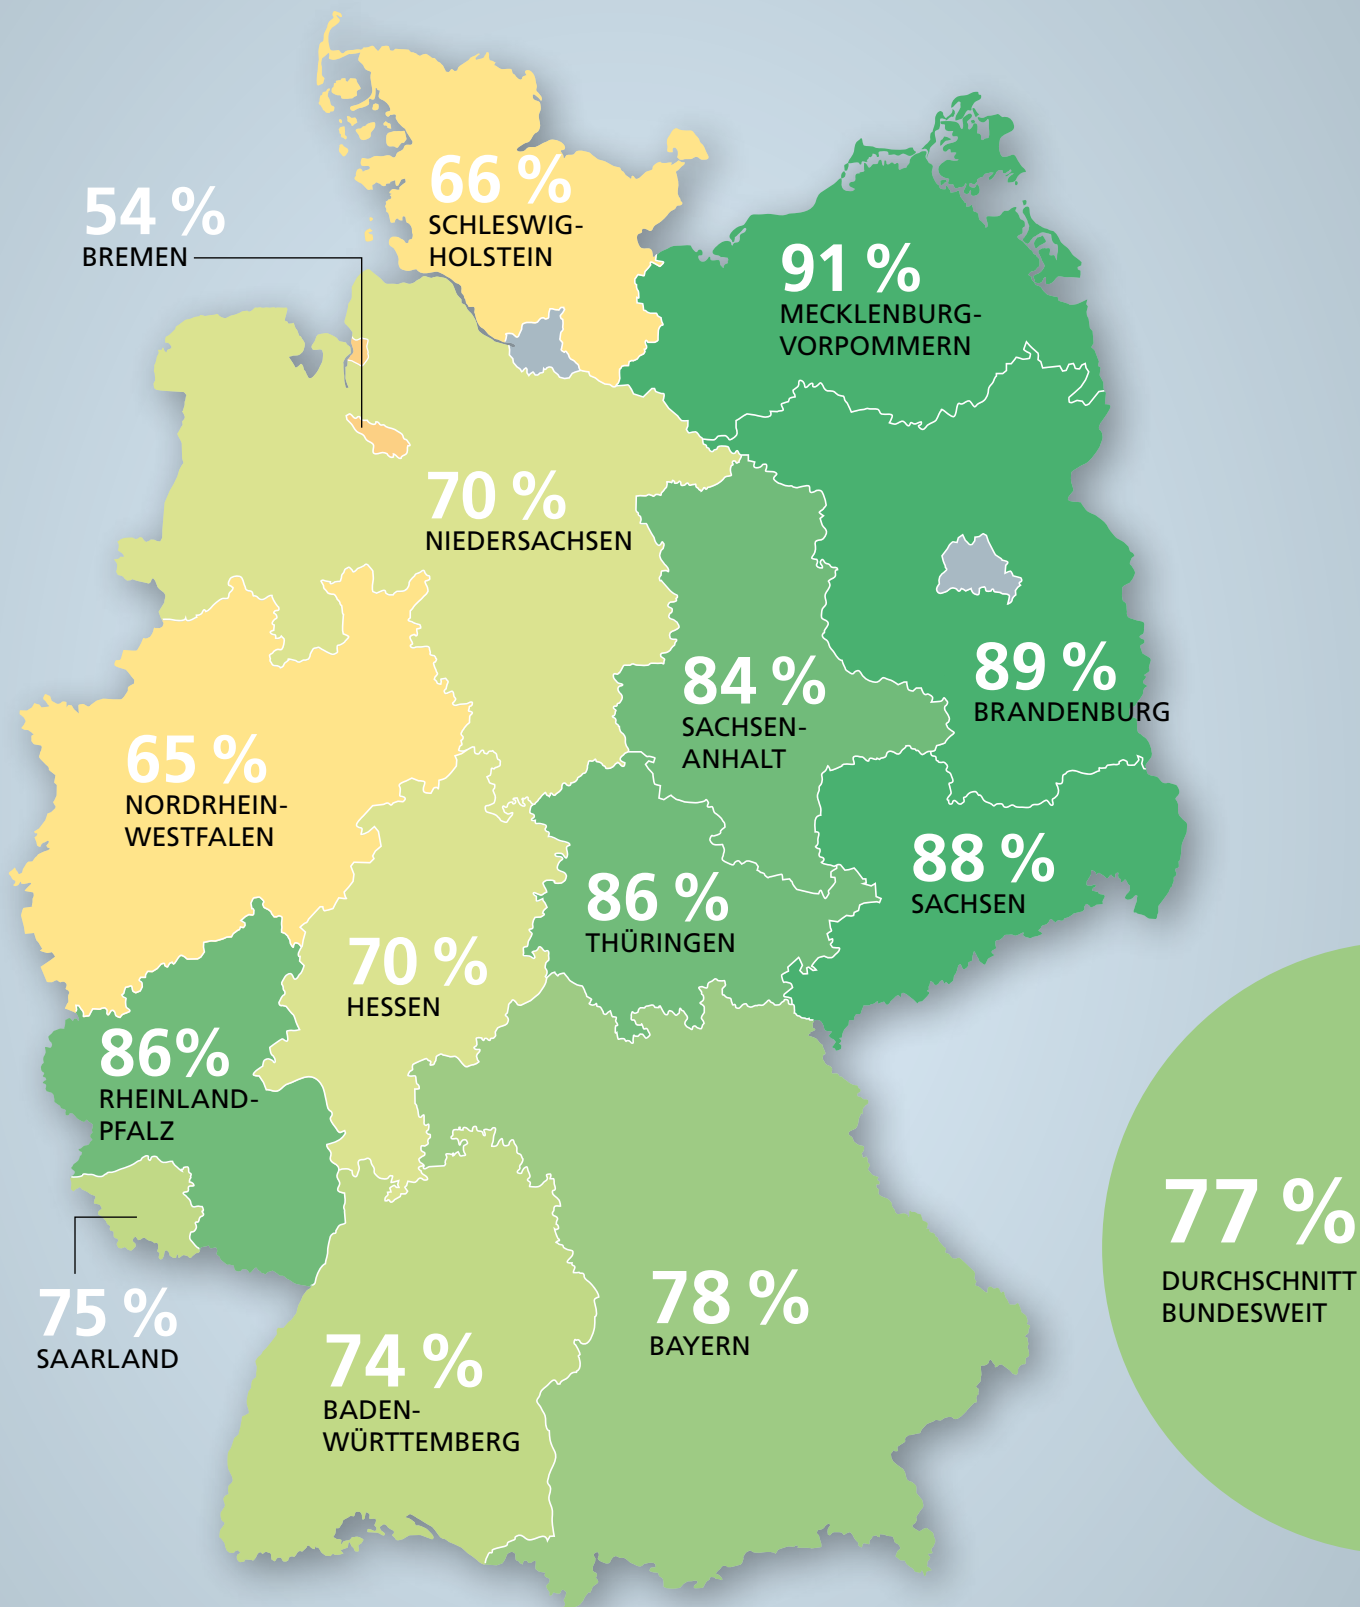 66 %
SCHLESWIG-
HOLSTEIN
54 %
BREMEN
91 %
MECKLENBURG-
VORPOMMERN
70 %
NIEDERSACHSEN
84 %
SACHSEN-
ANHALT
89 %
BRANDENBURG
65 %
NORDRHEIN-
WESTFALEN
88 %
SACHSEN
86 %
THÜRINGEN
70 %
HESSEN
86%
RHEINLAND-
PFALZ
77 %
DURCHSCHNITT
BUNDESWEIT
78 %
BAYERN
75 %
SAARLAND
74 %
BADEN-
WÜRTTEMBERG